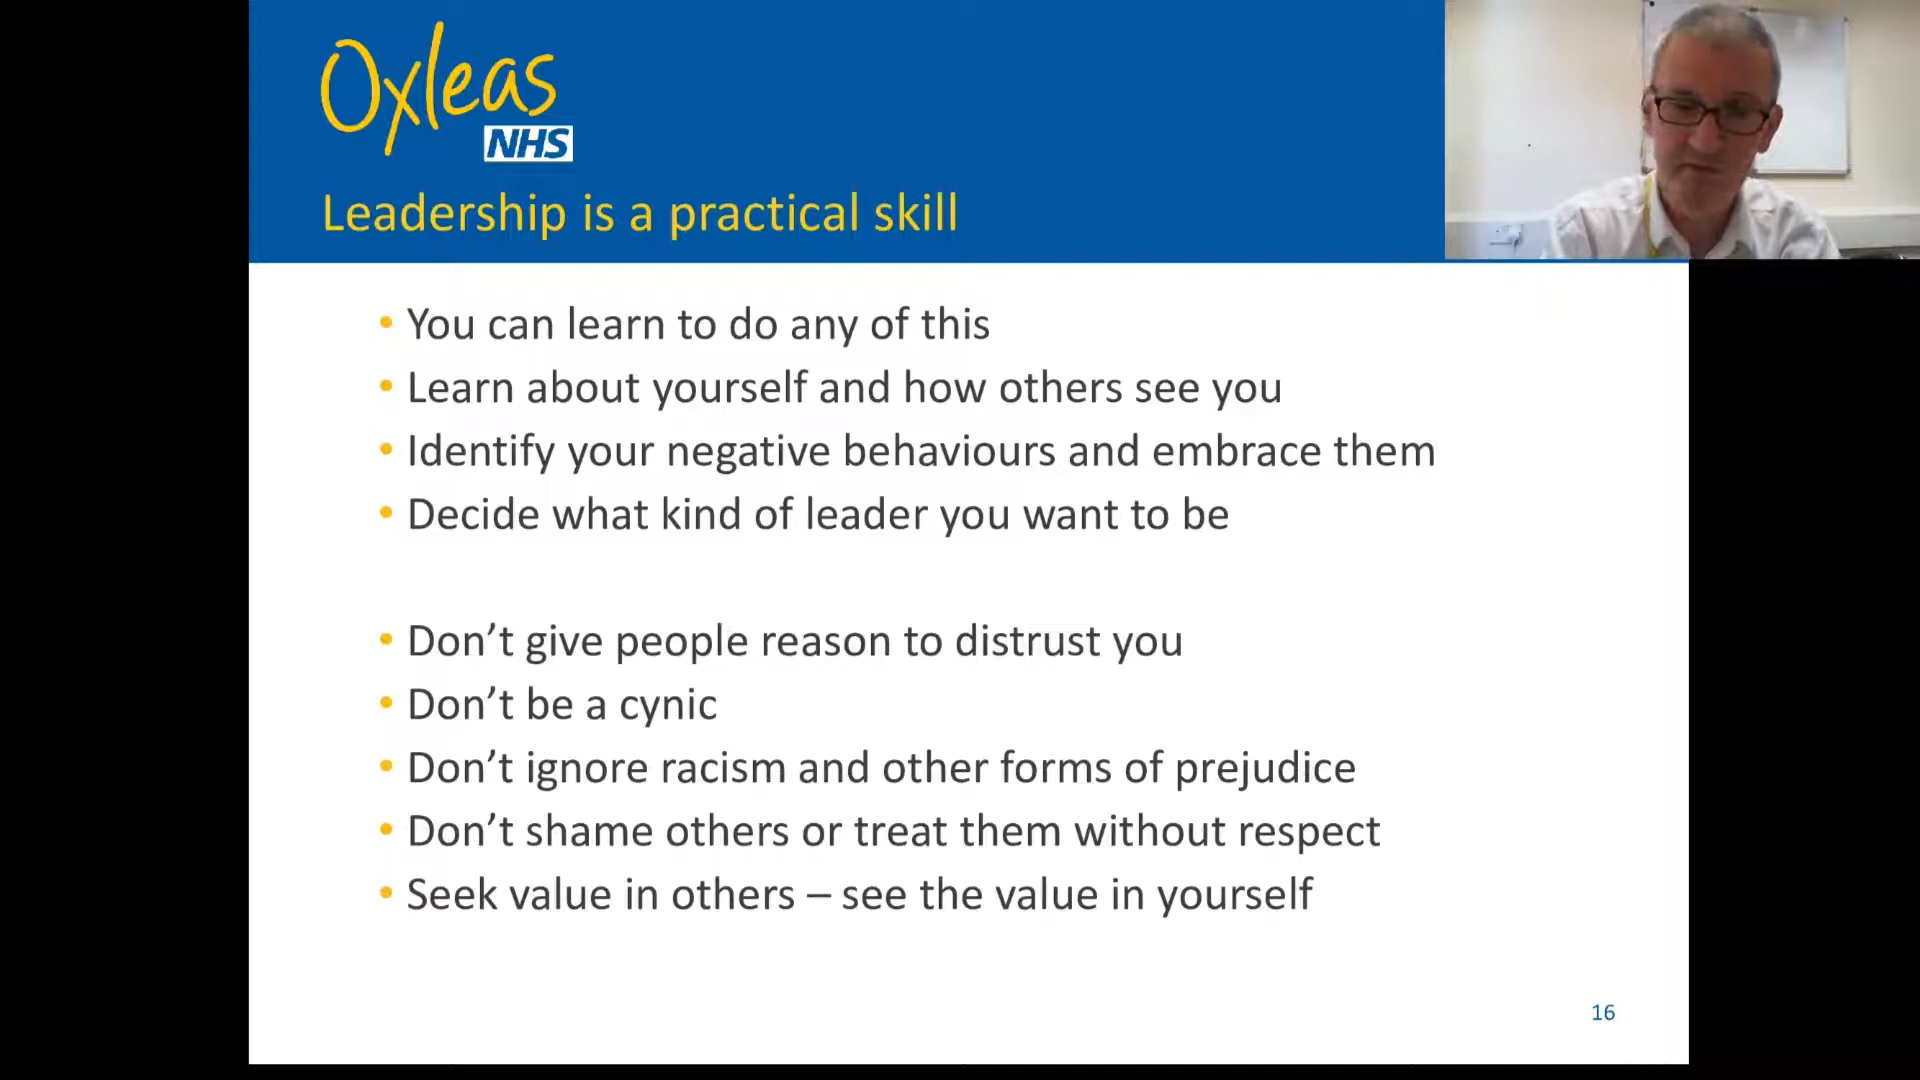 Oxleas
NHS
Leadership is a practical skill
• You can learn to do any of this
• Learn about yourself and how others see you
• Identify your negative behaviours and embrace them
• Decide what kind of leader you want to be
• Don’t give people reason to distrust you
• Don’t be a cynic
• Don’t ignore racism and other forms of prejudice
• Don’t shame others or treat them without respect
• Seek value in others – see the value in yourself
16